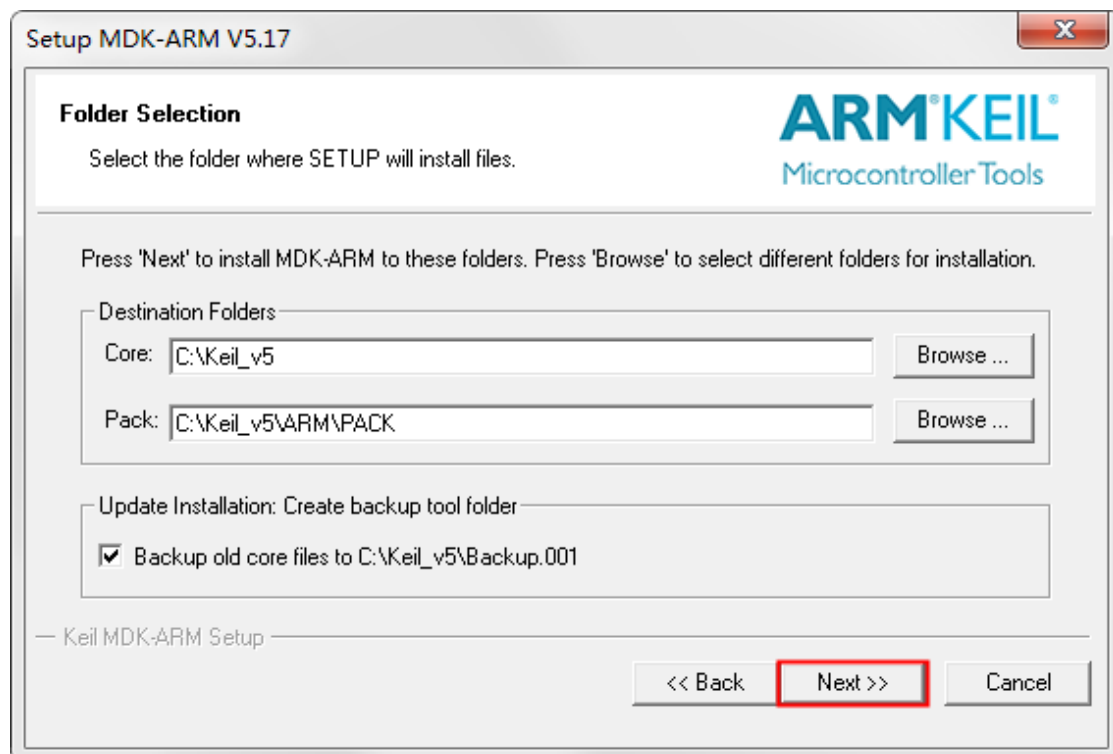 Setup MDK-ARM V5.17
Folder Selection
Select the folder where SETUP will install files.
ARM®KEIL®
Microcontroller Tools
Press 'Next' to install MDK-ARM to these folders. Press 'Browse' to select different folders for installation.
Destination Folders
Core: C:\Keil_v5 Browse ...
Pack: C:\Keil_v5\ARM\PACK Browse ...
Update Installation: Create backup tool folder
Backup old core files to C:\Keil_v5\Backup.001
Keil MDK-ARM Setup
<< Back Next >> Cancel